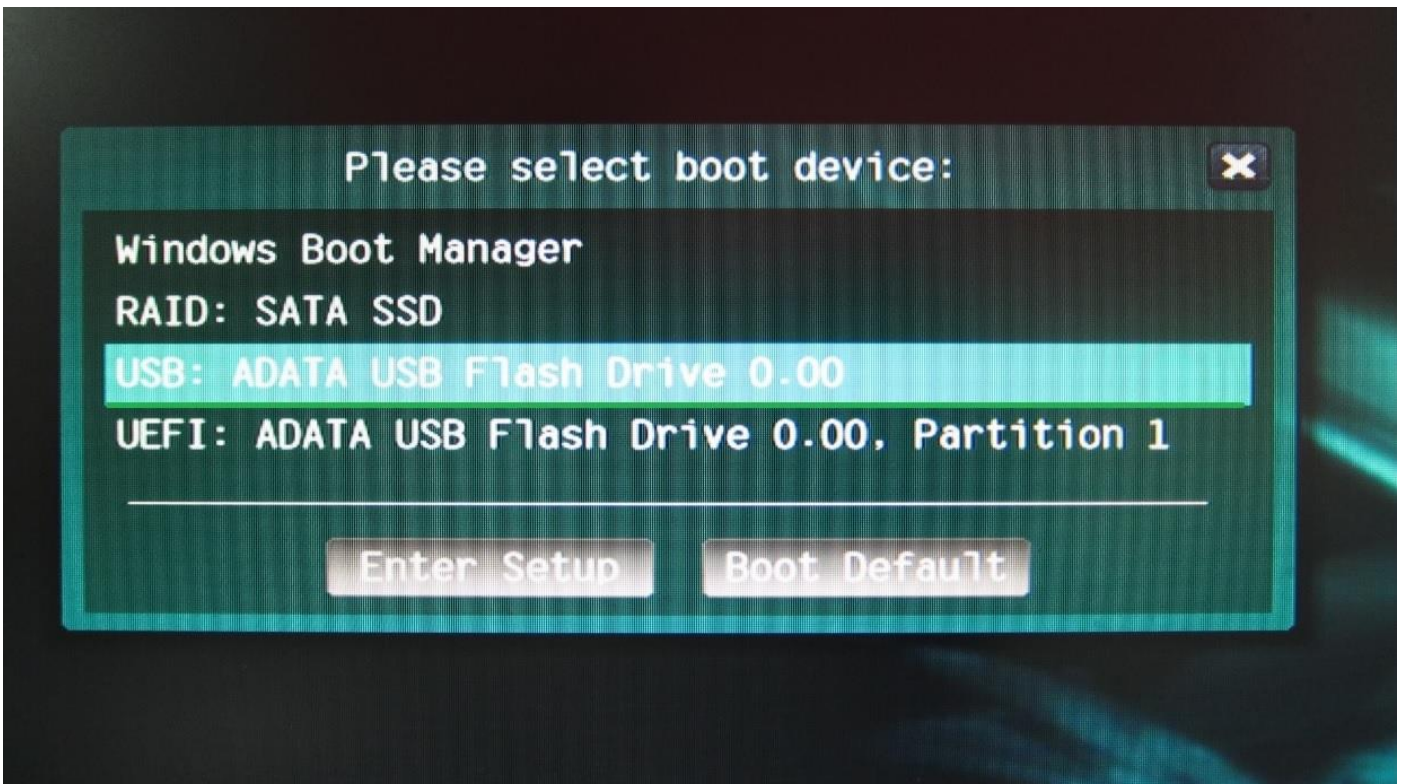 Please select boot device:
Windows Boot Manager
RAID: SATA SSD
USB: ADATA USB Flash Drive 0.00
UEFI: ADATA USB Flash Drive 0.00, Partition 1
Enter Setup Boot Default